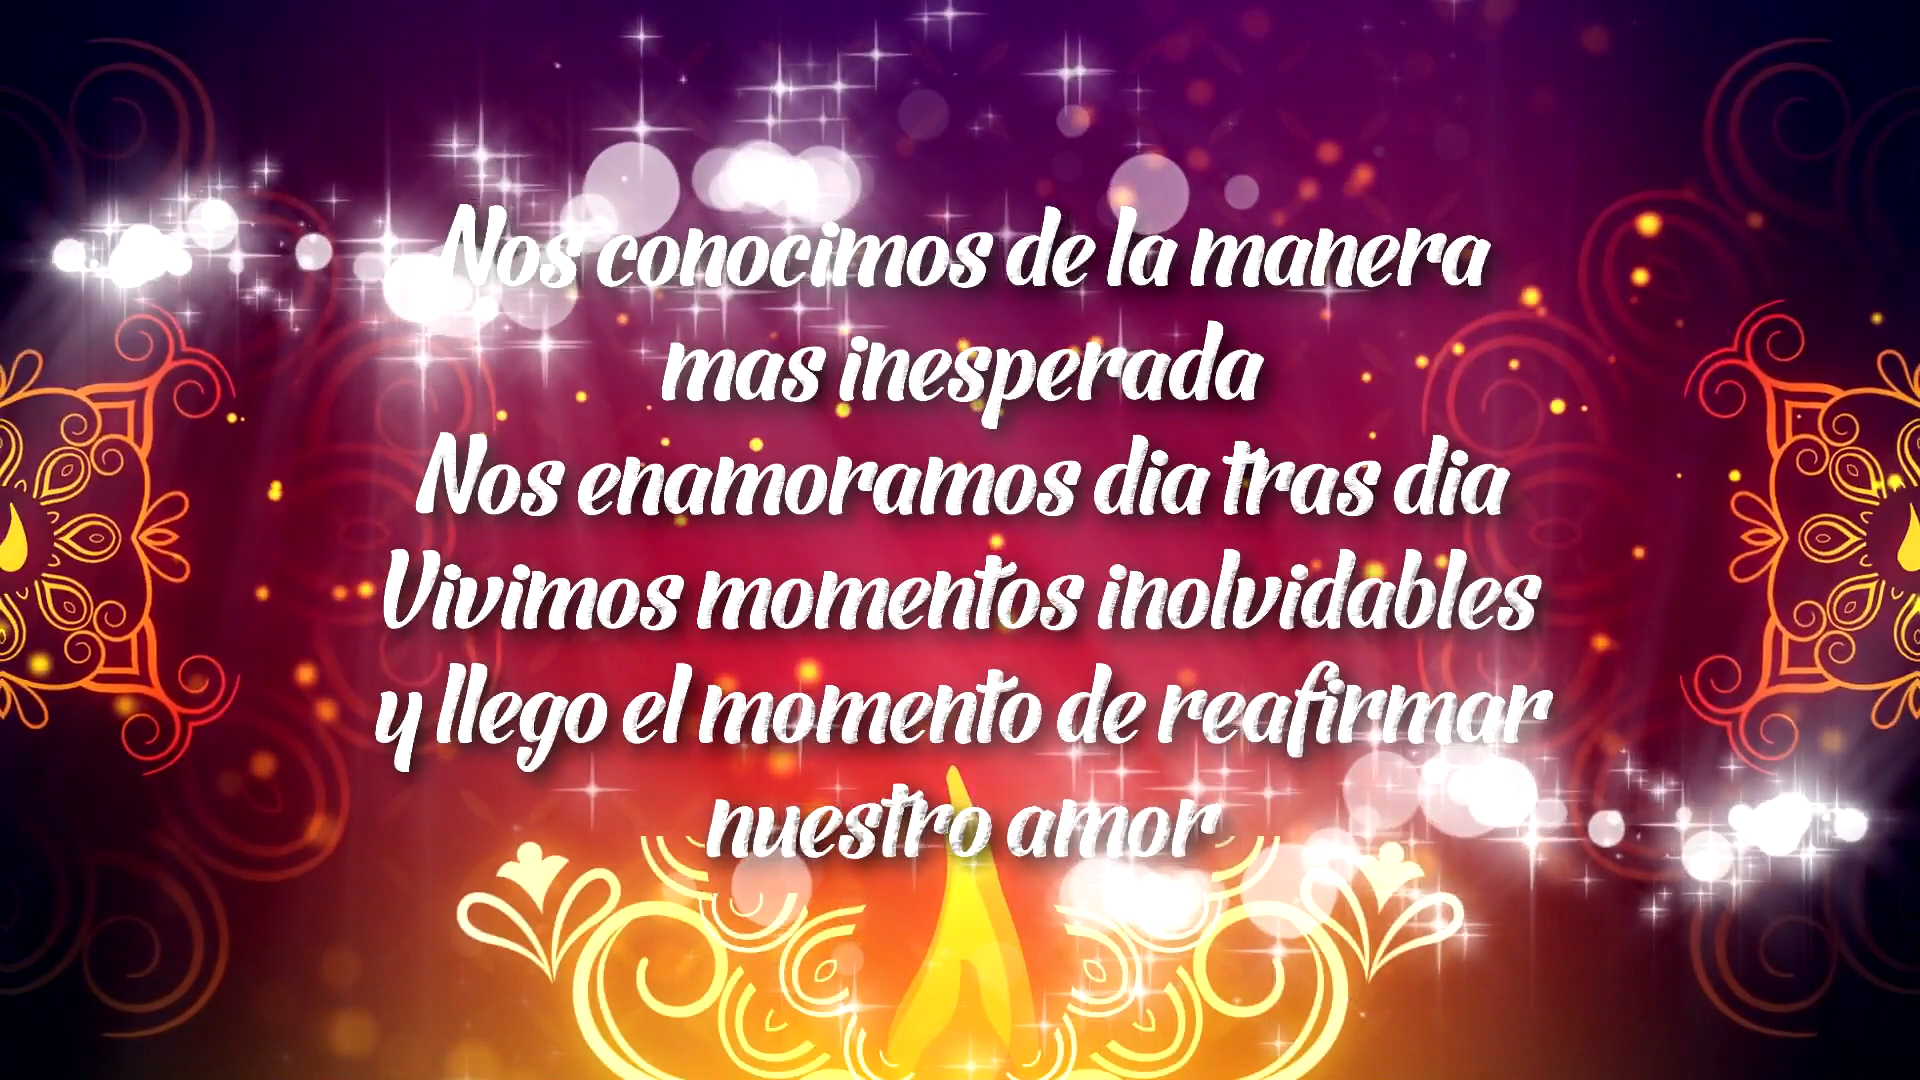 Nos conocimos de la manera
mas inesperada
Nos enamoramos dia tras dia
Vivimos momentos inolvidables
y llego el momento de reafirmar
nuestro amor